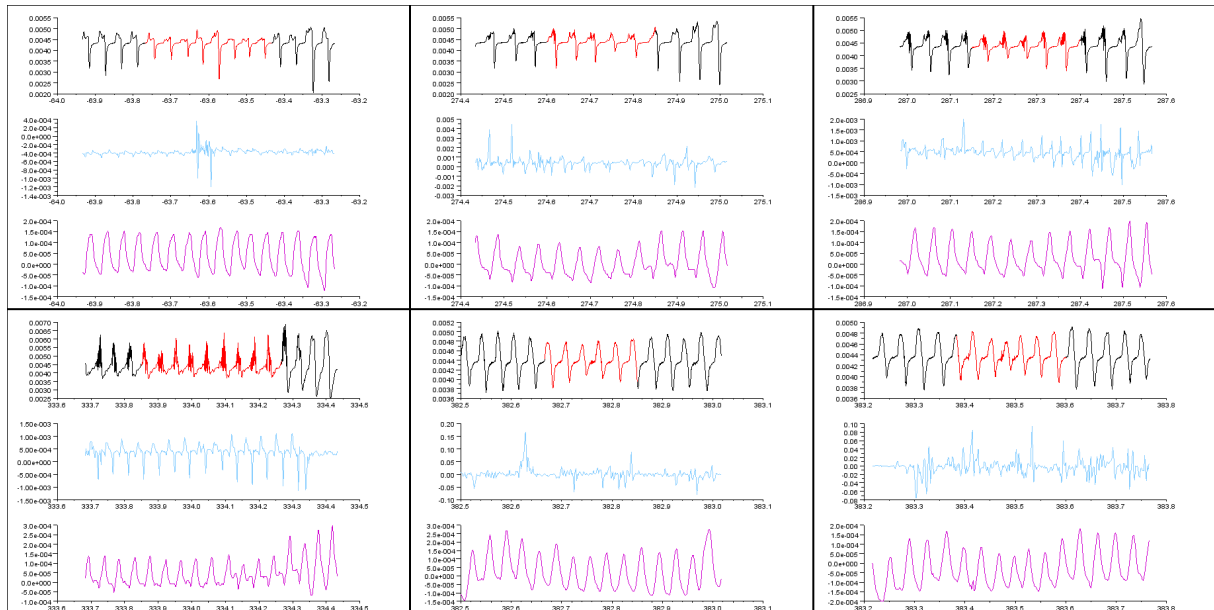 0.0055
0.0050
0.0045
0.0040
0.0035
0.0030
0.0025
0.0020
-64.0 -63.9 -63.8 -63.7 -63.6 -63.5 -63.4 -63.3 -63.2
4.0e-004
2.0e-004
0.0e+000
-2.0e-004
-4.0e-004
-6.0e-004
-8.0e-004
-1.0e-003
-1.2e-003
-1.4e-003
-64.0 -63.9 -63.8 -63.7 -63.6 -63.5 -63.4 -63.3 -63.2
2.0e-004
1.5e-004
1.0e-004
5.0e-005
0.0e+000
-5.0e-005
-1.0e-004
-1.5e-004
-64.0 -63.9 -63.8 -63.7 -63.6 -63.5 -63.4 -63.3 -63.2
0.0055
0.0050
0.0045
0.0040
0.0035
0.0030
0.0025
0.0020
274.4 274.5 274.6 274.7 274.8 274.9 275.0 275.1
0.005
0.004
0.003
0.002
0.001
0.000
-0.001
-0.002
-0.003
274.4 274.5 274.6 274.7 274.8 274.9 275.0 275.1
2.0e-004
1.5e-004
1.0e-004
5.0e-005
0.0e+000
-5.0e-005
-1.0e-004
-1.5e-004
274.4 274.5 274.6 274.7 274.8 274.9 275.0 275.1
0.0055
0.0050
0.0045
0.0040
0.0035
0.0030
0.0025
286.9 287.0 287.1 287.2 287.3 287.4 287.5 287.6
2.0e-003
1.5e-003
1.0e-003
5.0e-004
0.0e+000
-5.0e-004
-1.0e-003
-1.5e-003
286.9 287.0 287.1 287.2 287.3 287.4 287.5 287.6
2.0e-004
1.5e-004
1.0e-004
5.0e-005
0.0e+000
-5.0e-005
-1.0e-004
-1.5e-004
286.9 287.0 287.1 287.2 287.3 287.4 287.5 287.6
0.0070
0.0065
0.0060
0.0055
0.0050
0.0045
0.0040
0.0035
0.0030
0.0025
333.6 333.7 333.8 333.9 334.0 334.1 334.2 334.3 334.4 334.5
1.50e-003
1.00e-003
5.00e-004
0.00e+000
-5.00e-004
-1.00e-003
-1.50e-003
333.6 333.7 333.8 333.9 334.0 334.1 334.2 334.3 334.4 334.5
3.0e-004
2.5e-004
2.0e-004
1.5e-004
1.0e-004
5.0e-005
0.0e+000
-5.0e-005
-1.0e-004
333.6 333.7 333.8 333.9 334.0 334.1 334.2 334.3 334.4 334.5
0.0052
0.0050
0.0048
0.0046
0.0044
0.0042
0.0040
0.0038
0.0036
382.5 382.6 382.7 382.8 382.9 383.0 383.1
0.20
0.15
0.10
0.05
0.00
-0.05
-0.10
382.5 382.6 382.7 382.8 382.9 383.0 383.1
3.0e-004
2.5e-004
2.0e-004
1.5e-004
1.0e-004
5.0e-005
0.0e+000
-5.0e-005
-1.0e-004
-1.5e-004
382.5 382.6 382.7 382.8 382.9 383.0 383.1
0.0050
0.0048
0.0046
0.0044
0.0042
0.0040
0.0038
0.0036
383.2 383.3 383.4 383.5 383.6 383.7 383.8
0.10
0.08
0.06
0.04
0.02
0.00
-0.02
-0.04
-0.06
-0.08
383.2 383.3 383.4 383.5 383.6 383.7 383.8
2.0e-004
1.5e-004
1.0e-004
5.0e-005
0.0e+000
-5.0e-005
-1.0e-004
-1.5e-004
-2.0e-004
383.2 383.3 383.4 383.5 383.6 383.7 383.8